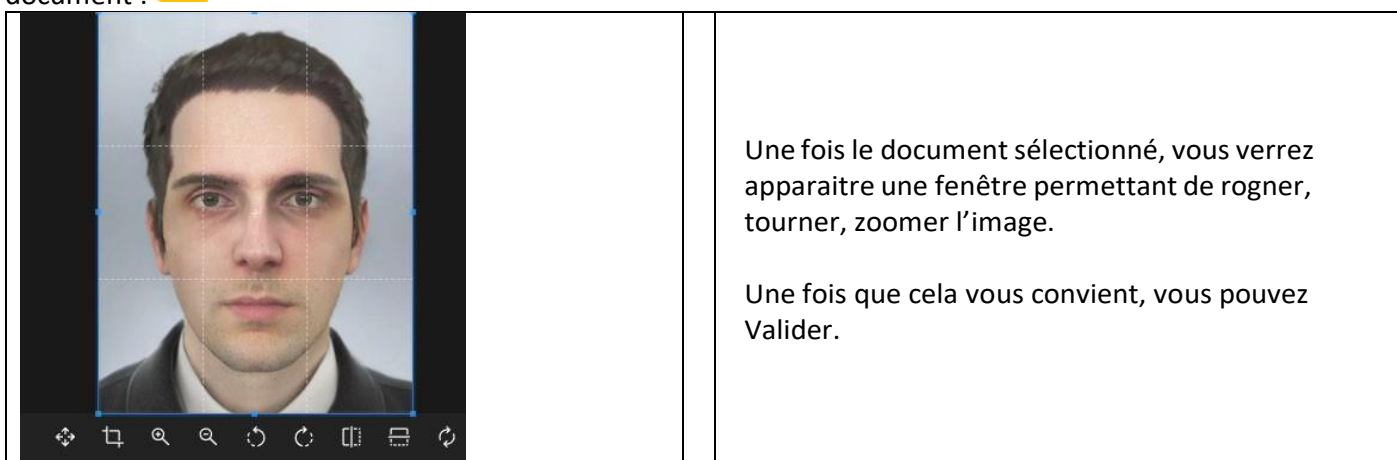 document :
Une fois le document sélectionné, vous verrez
apparaitre une fenêtre permettant de rogner,
tourner, zoomer l’image.
Une fois que cela vous convient, vous pouvez
Valider.